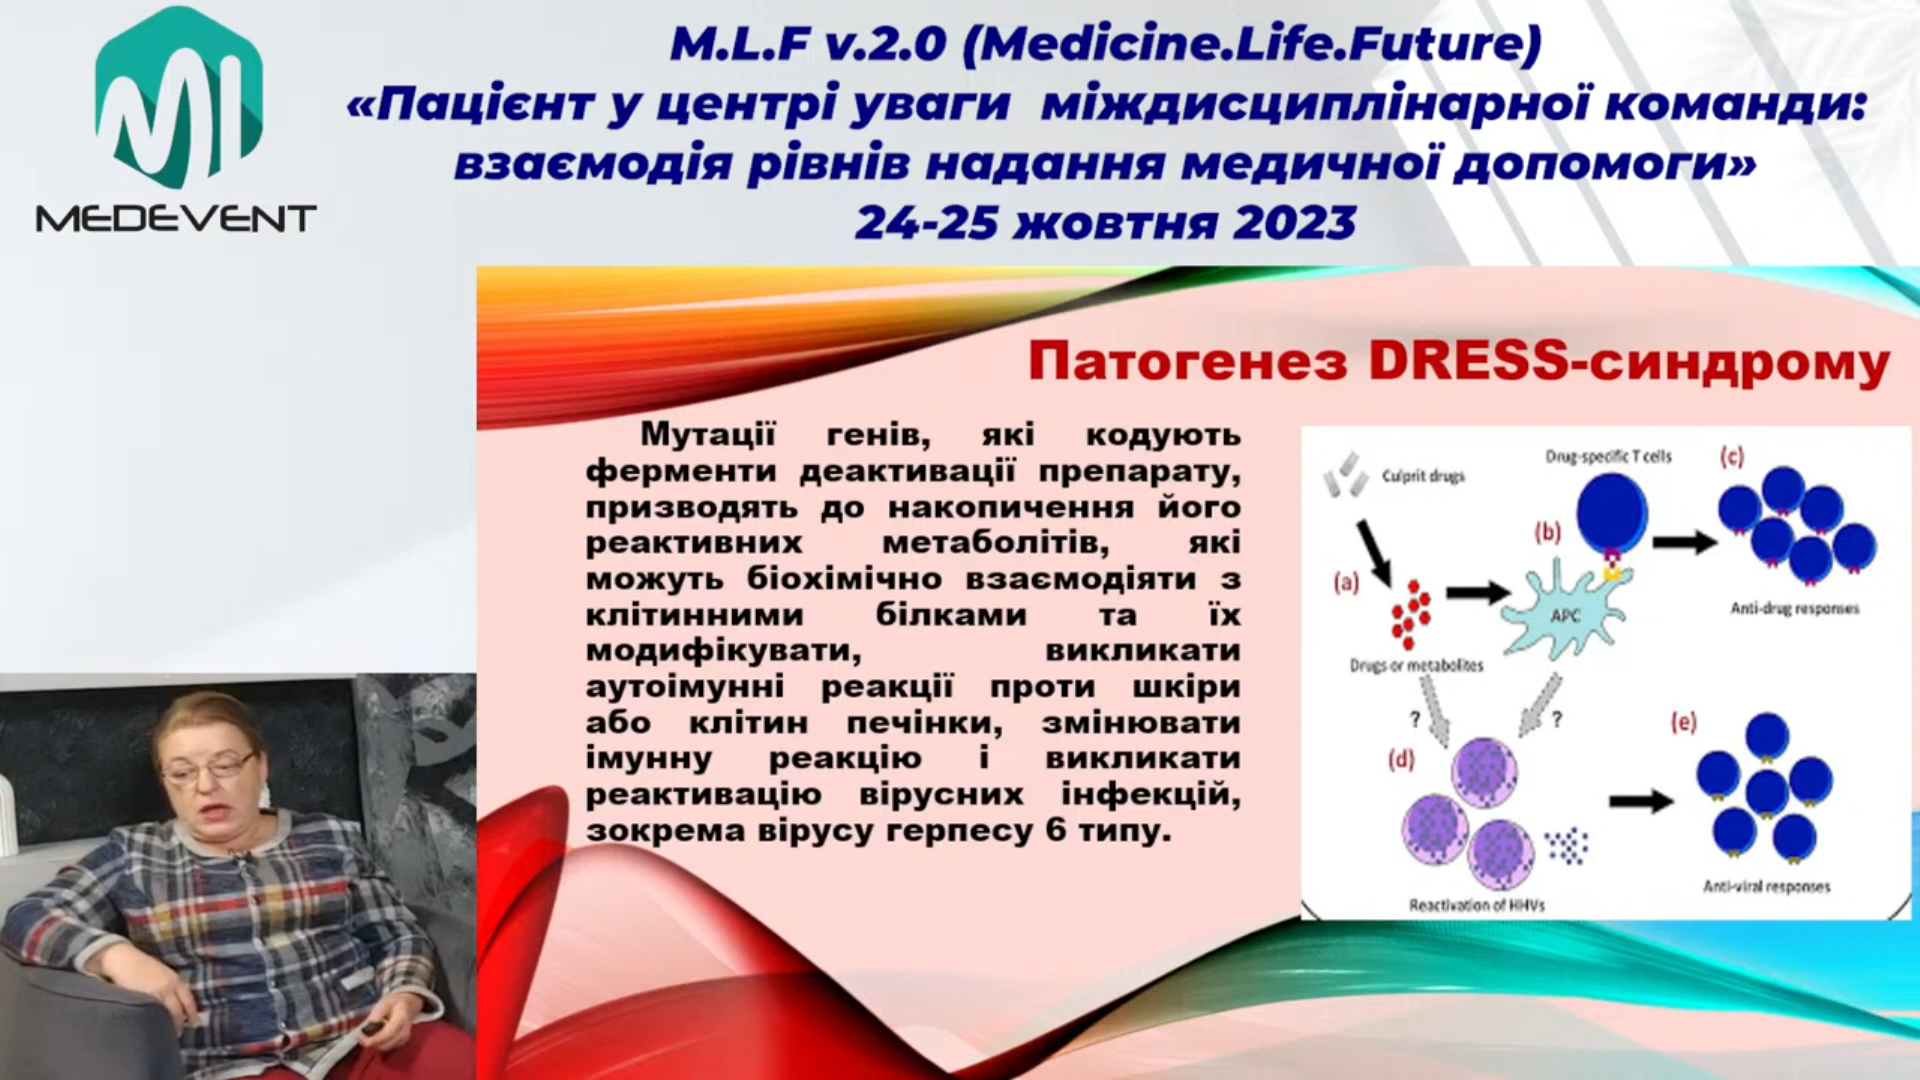 M.L.F v.2.0 (Medicine.Life.Future)
«Пацієнт у центрі уваги міждисциплінарної команди:
взаємодія рівнів надання медичної допомоги»
24-25 жовтня 2023
MEDEVENT
Патогенез DRESS-синдрому
Мутації генів, які кодують
ферменти деактивації препарату,
призводять до накопичення його
реактивних метаболітів, які
можуть біохімічно взаємодіяти з
клітинними білками та їх
модифікувати, викликати
аутоімунні реакції проти шкіри
або клітин печінки, змінювати
імунну реакцію і викликати
реактивацію вірусних інфекцій,
зокрема вірусу герпесу 6 типу.
Culprit drugs
Drug-specific T cells
(c)
(b)
(a)
APC
Anti-drug responses
Drugs or metabolites
?
?
(e)
(d)
Anti-viral responses
Reactivation of HHVs